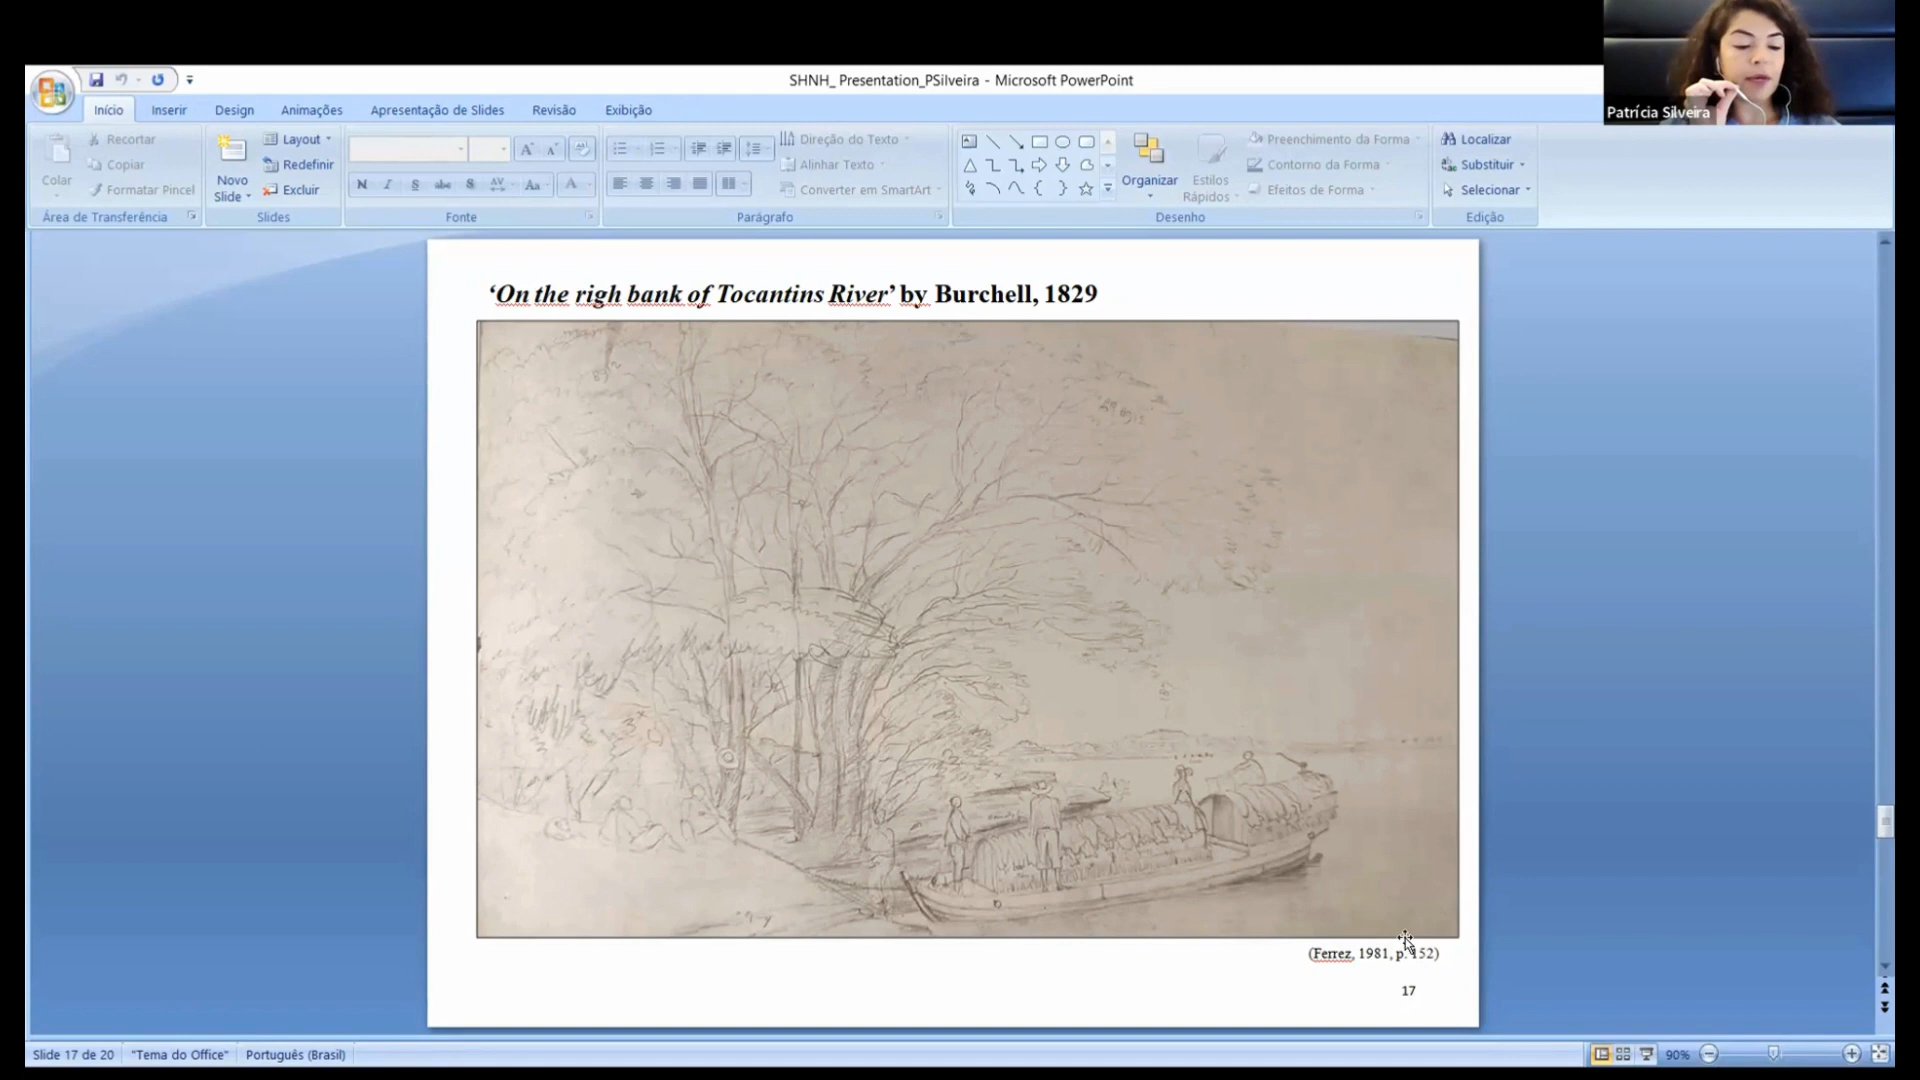 SHNH_ Presentation_PSilveira - Microsoft PowerPoint
Patrícia Silveira
Início Inserir Design Animações Apresentação de Slides Revisão Exibição
Colar
Recortar
Copiar
Formatar Pincel
Área de Transferência
Novo
Slide
Layout
Redefinir
Excluir
Slides
Fonte
Direção do Texto
Alinhar Texto
Converter em SmartArt
Parágrafo
Organizar
Estilos
Rápidos
Preenchimento da Forma
Contorno da Forma
Efeitos de Forma
Desenho
Localizar
Substituir
Selecionar
Edição
‘On the righ bank of Tocantins River’ by Burchell, 1829
(Ferrez, 1981, p. 152)
17
Slide 17 de 20 "Tema do Office" Português (Brasil) 90%